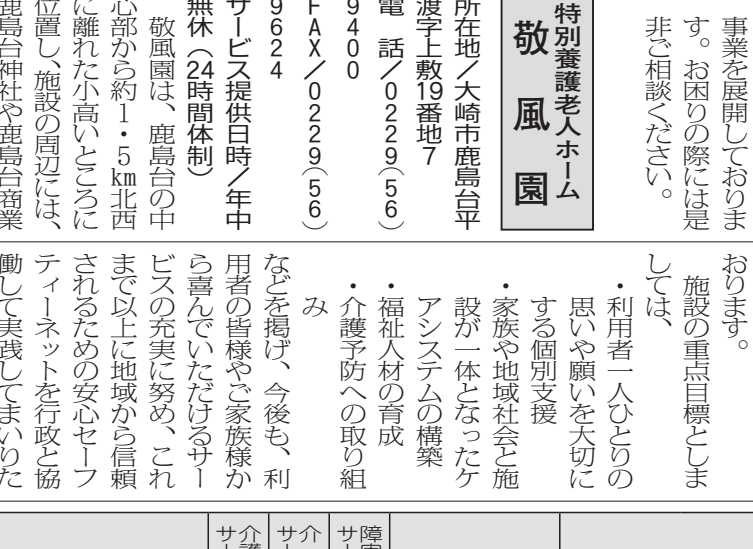 事業を展開しておりま
す。お困りの際には是
非ご相談ください。
特別養護老人ホーム
敬風園
所在地／大崎市鹿島台平
渡字上敷19番地7
電　話／0229(56)
9400
FAX／0229(56)
9624
サービス提供日時／年中
無休（24時間体制）
　敬風園は、鹿島台の中
心部から約1・5km北西
に離れた小高いところに
位置し、施設の周辺には、
鹿島台神社や鹿島台商業
おります。
　施設の重点目標としま
しては、
・利用者一人ひとりの
思いや願いを大切に
する個別支援
・家族や地域社会と施
設が一体となったケ
アシステムの構築
・福祉人材の育成
・介護予防への取り組
み
などを掲げ、今後も、利
用者の皆様やご家族様か
ら喜んでいただけるサー
ビスの充実に努め、これ
まで以上に地域から信頼
されるための安心セーフ
ティーネットを行政と協
働して実践してまいりた